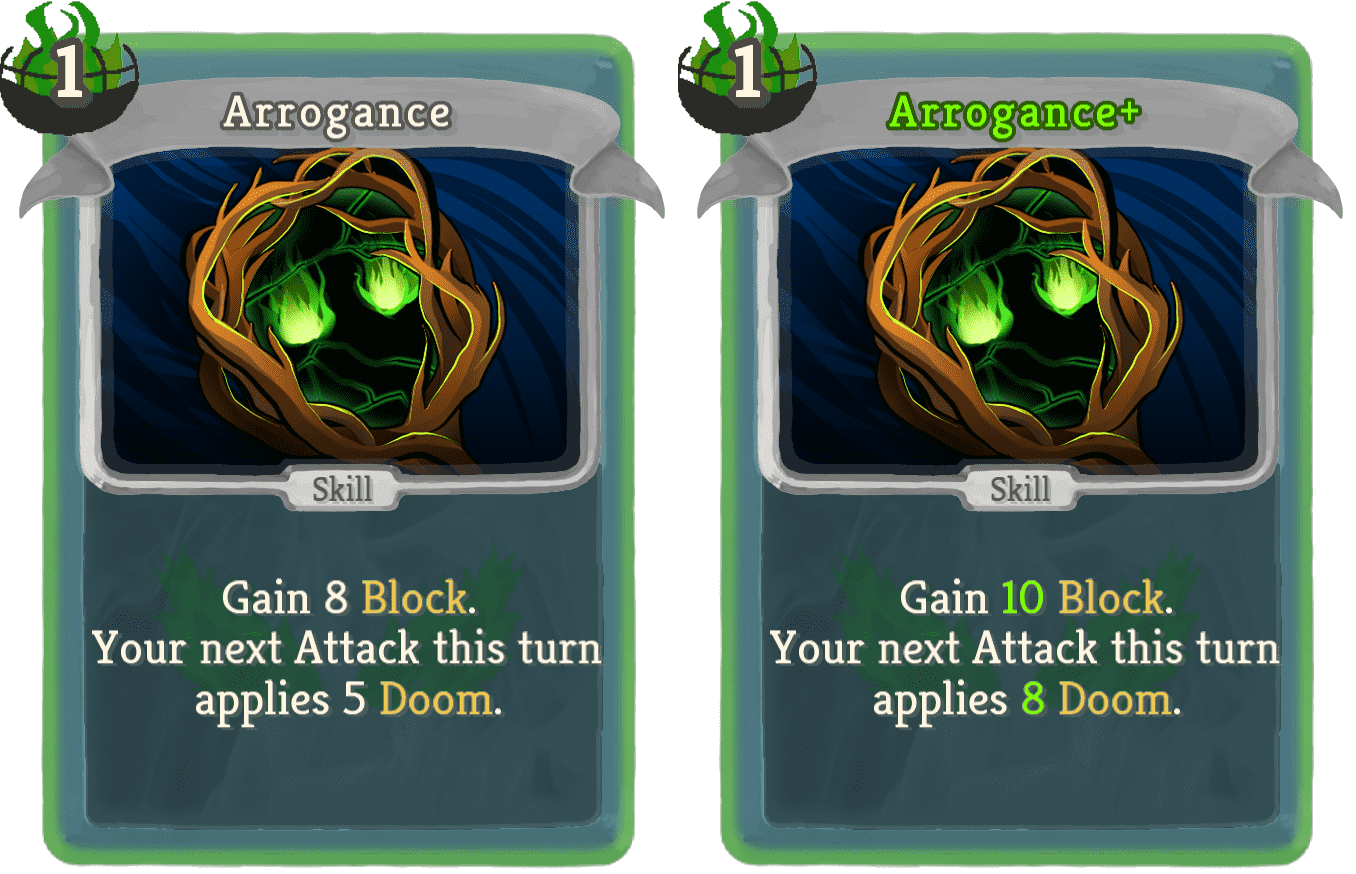 1
Arrogance
Skill
Gain 8 Block.
Your next Attack this turn
applies 5 Doom.
1
Arrogance+
Skill
Gain 10 Block.
Your next Attack this turn
applies 8 Doom.